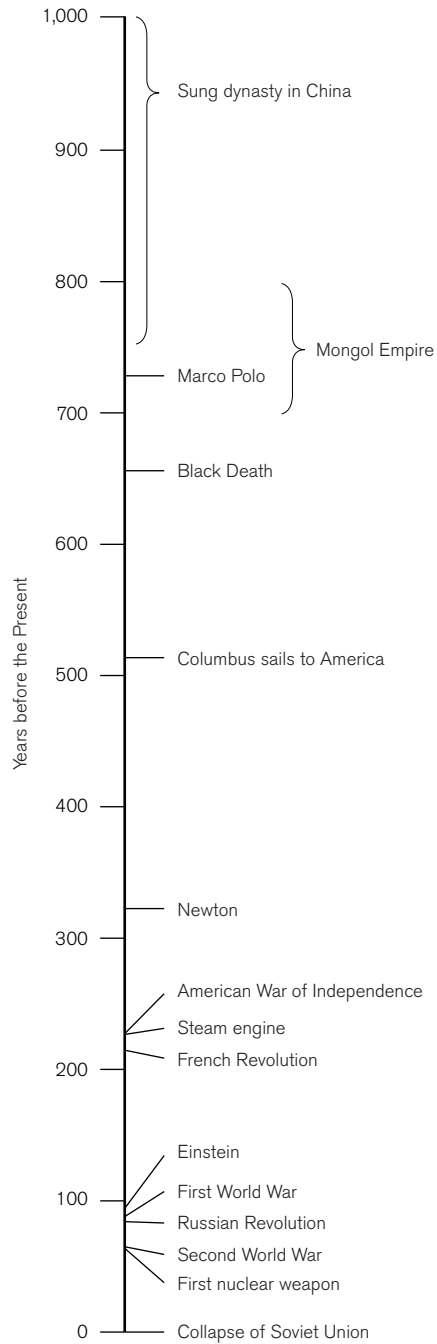 1,000
Sung dynasty in China
900
800
Mongol Empire
Marco Polo
700
Black Death
600
Years before the Present
Columbus sails to America
500
400
Newton
300
American War of Independence
Steam engine
French Revolution
200
Einstein
100
First World War
Russian Revolution
Second World War
First nuclear weapon
0
Collapse of Soviet Union